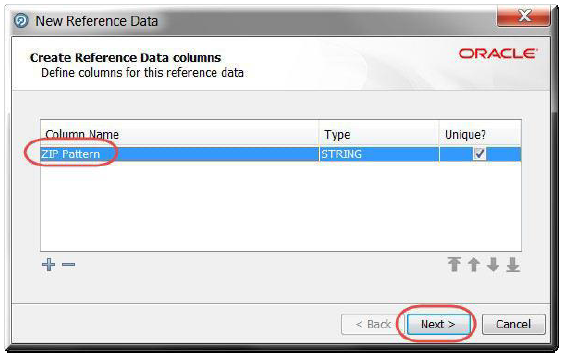 New Reference Data
Create Reference Data columns
ORACLE
Define columns for this reference data
Column Name Type Unique?
ZIP Pattern STRING
< Back Next > Cancel